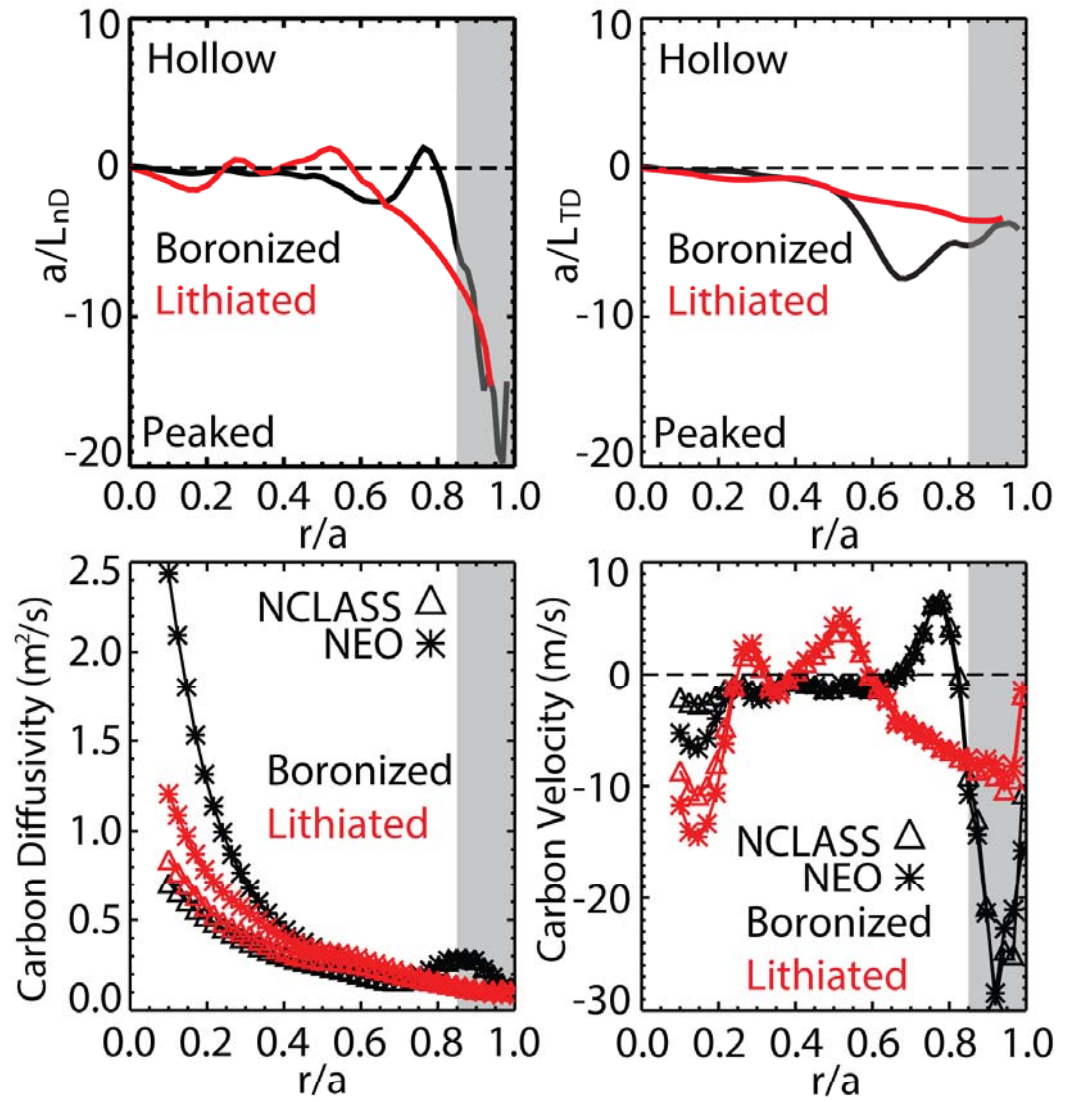 10
0
-10
-20
a/LnD
Hollow
Boronized
Lithiated
Peaked
0.0 0.2 0.4 0.6 0.8 1.0
r/a
10
0
-10
-20
a/LTD
Hollow
Boronized
Lithiated
Peaked
0.0 0.2 0.4 0.6 0.8 1.0
r/a
2.5
2.0
1.5
1.0
0.5
0.0
Carbon Diffusivity (m²/s)
NCLASS △
NEO ✳
Boronized
Lithiated
0.0 0.2 0.4 0.6 0.8 1.0
r/a
10
0
-10
-20
-30
Carbon Velocity (m/s)
NCLASS △
NEO ✳
Boronized
Lithiated
0.0 0.2 0.4 0.6 0.8 1.0
r/a